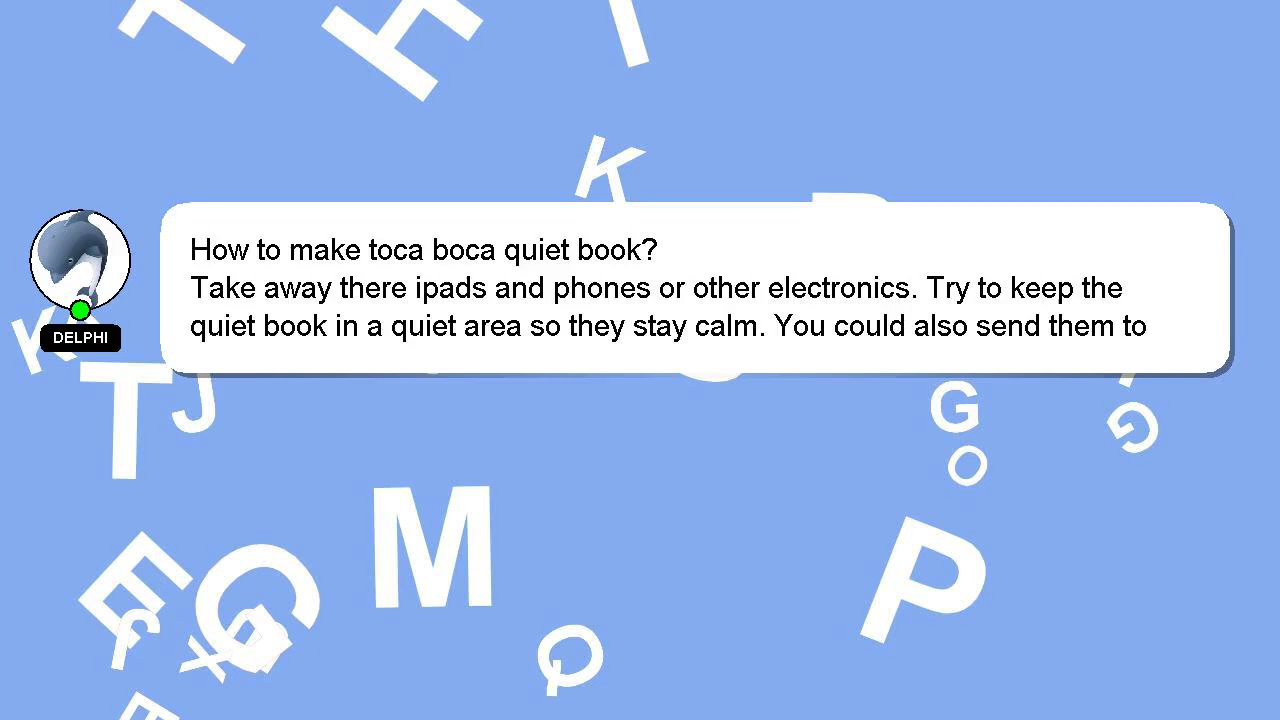 How to make toca boca quiet book?
Take away there ipads and phones or other electronics. Try to keep the
quiet book in a quiet area so they stay calm. You could also send them to
DELPHI
T
H
K
K
T
J
G
G
O
M
P
E
G
J
X
Q
E